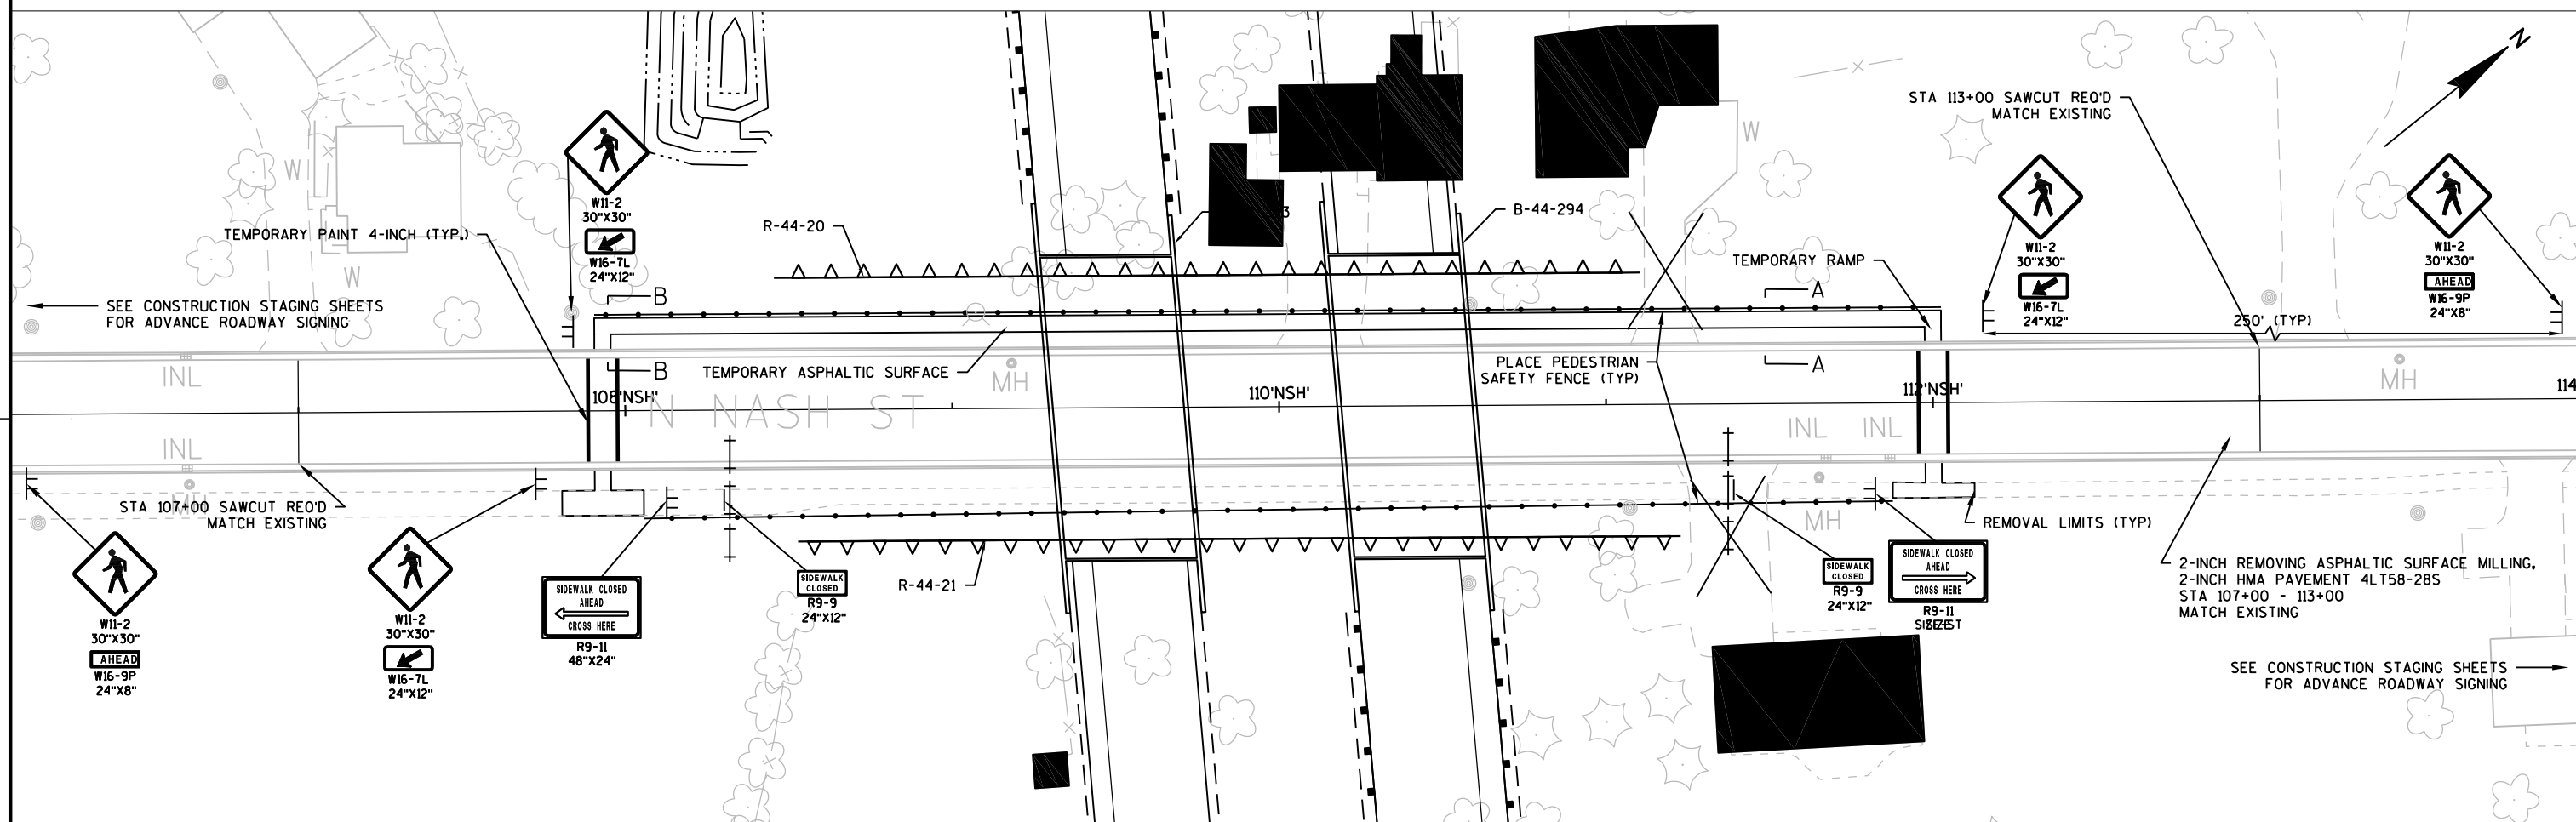 N
STA 113+00 SAWCUT REQ'D
MATCH EXISTING
W
W
W
W11-2
30"X30"
W16-7L
24"X12"
R-44-20
B-44-294
TEMPORARY PAINT 4-INCH (TYP.)
TEMPORARY RAMP
W11-2
30"X30"
W16-7L
24"X12"
W11-2
30"X30"
AHEAD
W16-9P
24"X8"
250' (TYP)
SEE CONSTRUCTION STAGING SHEETS
FOR ADVANCE ROADWAY SIGNING
B
A
B
A
TEMPORARY ASPHALTIC SURFACE
MH
PLACE PEDESTRIAN
SAFETY FENCE (TYP)
MH
INL
108'NSH'
110'NSH'
112'NSH'
114
N NASH ST
INL
INL
INL
MH
STA 107+00 SAWCUT REQ'D
MATCH EXISTING
MH
REMOVAL LIMITS (TYP)
W11-2
30"X30"
AHEAD
W16-9P
24"X8"
W11-2
30"X30"
W16-7L
24"X12"
SIDEWALK CLOSED
AHEAD
CROSS HERE
R9-11
48"X24"
SIDEWALK
CLOSED
R9-9
24"X12"
R-44-21
SIDEWALK
CLOSED
R9-9
24"X12"
SIDEWALK CLOSED
AHEAD
CROSS HERE
R9-11
2-INCH REMOVING ASPHALTIC SURFACE MILLING,
2-INCH HMA PAVEMENT 4LT58-28S
STA 107+00 - 113+00
MATCH EXISTING
SEE CONSTRUCTION STAGING SHEETS
FOR ADVANCE ROADWAY SIGNING